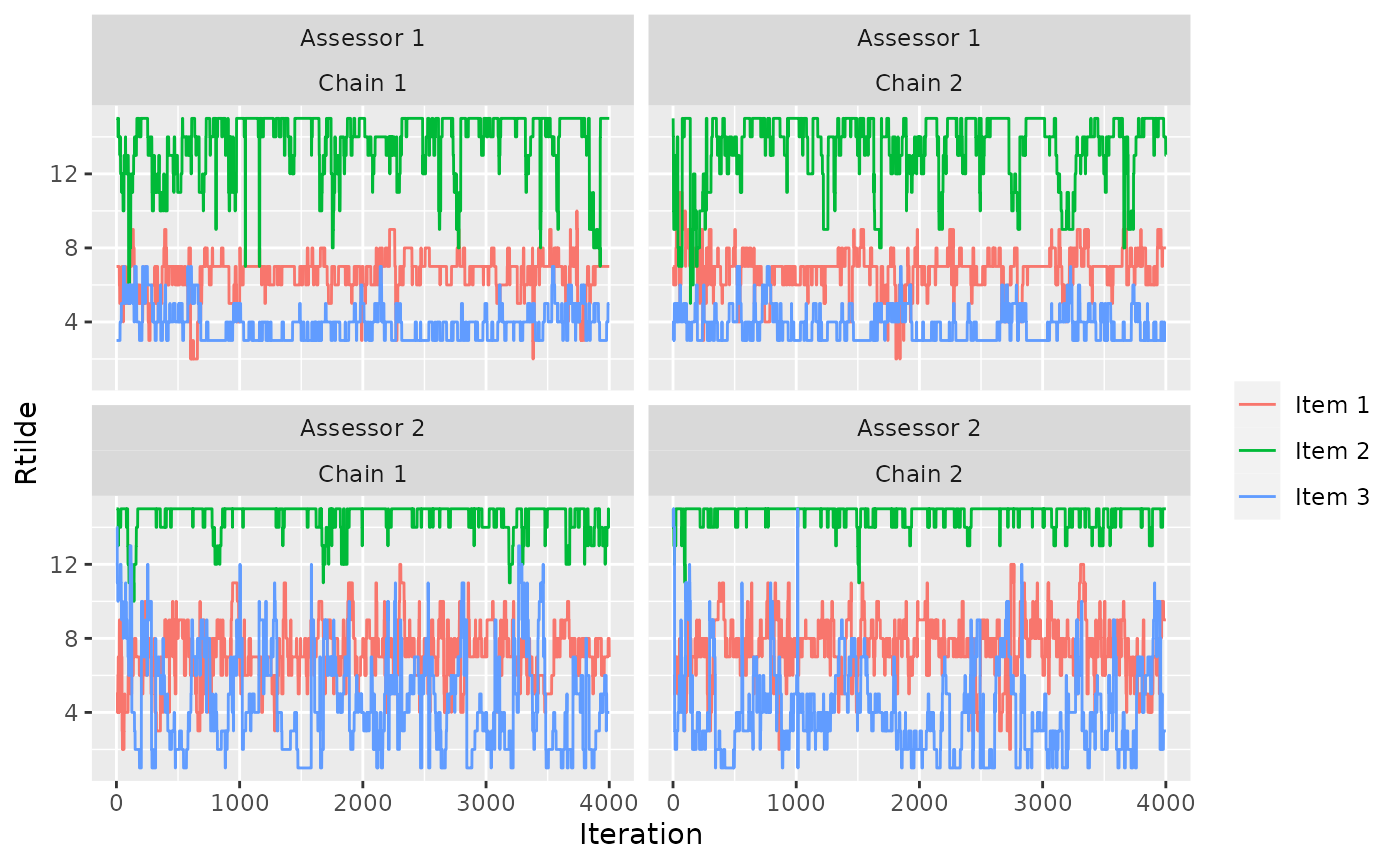 Assessor 1
Assessor 1
Chain 1
Chain 2
12
8
4
Assessor 2
Assessor 2
Chain 1
Chain 2
12
8
4
0 1000 2000 3000 4000
0 1000 2000 3000 4000
Iteration
Rtilde
Item 1
Item 2
Item 3